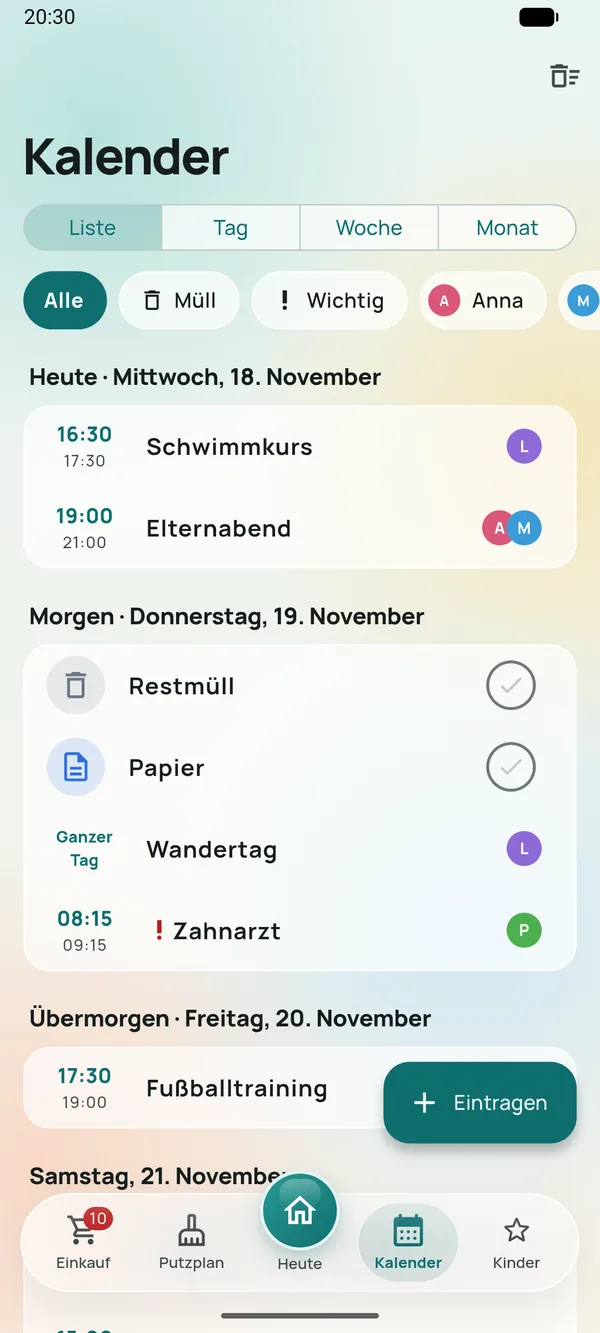 20:30
Kalender
Liste Tag Woche Monat
Alle Müll Wichtig A Anna M
Heute · Mittwoch, 18. November
16:30 Schwimmkurs L
17:30
19:00 Elternabend A M
21:00
Morgen · Donnerstag, 19. November
Restmüll
Papier
Ganzer Tag Wandertag L
08:15 ! Zahnarzt P
09:15
Übermorgen · Freitag, 20. November
17:30 Fußballtraining
19:00
+ Eintragen
Samstag, 21. November
10
Einkauf Putzplan Heute Kalender Kinder